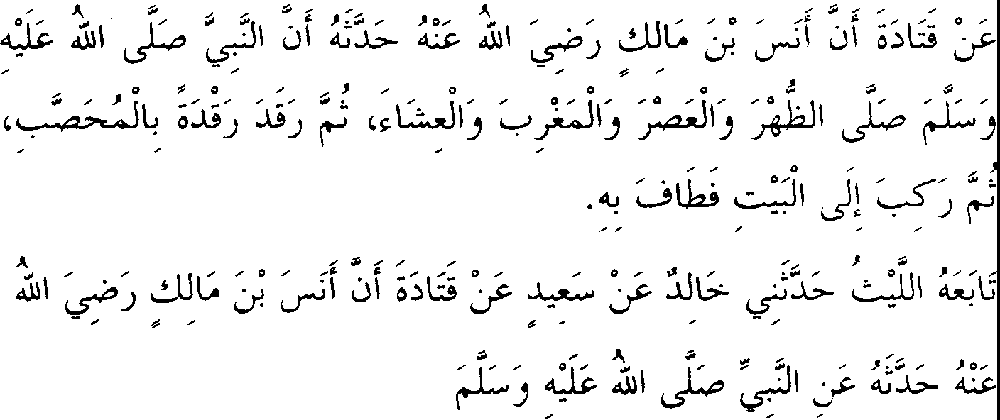 عَنْ قَتَادَةَ أَنَّ أَنَسَ بْنَ مَالِكٍ رَضِيَ اللهُ عَنْهُ حَدَّثَهُ أَنَّ النَّبِيَّ صَلَّى اللهُ عَلَيْهِ
وَسَلَّمَ صَلَّى الظُّهْرَ وَالْعَصْرَ وَالْمَغْرِبَ وَالْعِشَاءَ، ثُمَّ رَقَدَ رَقْدَةً بِالْمُحَصَّبِ،
ثُمَّ رَكِبَ إِلَى الْبَيْتِ فَطَافَ بِهِ.
تَابَعَهُ اللَّيْثُ حَدَّثَنِي خَالِدٌ عَنْ سَعِيدٍ عَنْ قَتَادَةَ أَنَّ أَنَسَ بْنَ مَالِكٍ رَضِيَ اللهُ
عَنْهُ حَدَّثَهُ عَنِ النَّبِيِّ صَلَّى اللهُ عَلَيْهِ وَسَلَّمَ